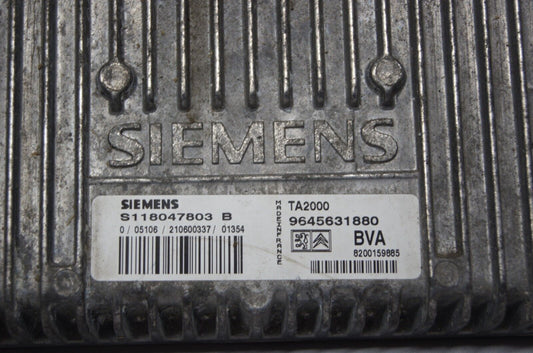 SIEMENS
SIEMENS
S118047803 B
0 / 05106 / 210600337 / 01354
MADE IN FRANCE
TA2000
9645631880
BVA
8200159865